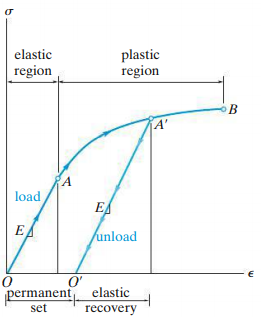 σ
elastic
region
plastic
region
B
A'
A
load
E
E
unload
O
O'
ϵ
permanent
set
elastic
recovery